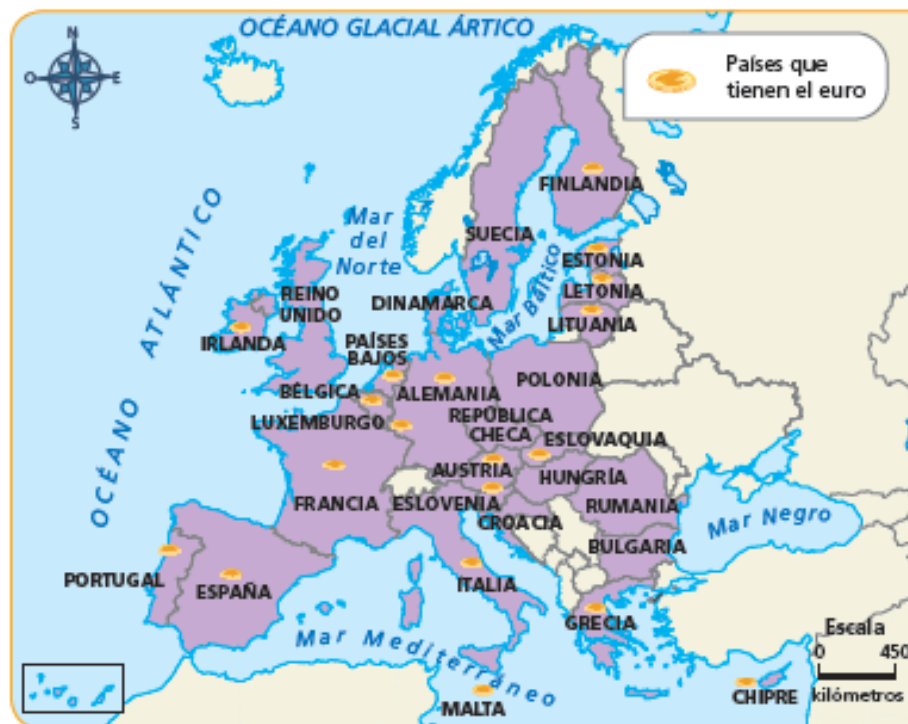 OCÉANO GLACIAL ÁRTICO
N
O
E
S
Países que
tienen el euro
OCÉANO ATLÁNTICO
Mar
del
Norte
FINLANDIA
SUECIA
ESTONIA
LETONIA
LITUANIA
Mar Báltico
DINAMARCA
REINO
UNIDO
IRLANDA
PAÍSES
BAJOS
BÉLGICA
ALEMANIA
POLONIA
LUXEMBURGO
REPÚBLICA
CHECA
ESLOVAQUIA
AUSTRIA
HUNGRÍA
FRANCIA
ESLOVENIA
RUMANIA
CROACIA
Mar Negro
BULGARIA
PORTUGAL
ESPAÑA
ITALIA
GRECIA
Mar Mediterráneo
MALTA
CHIPRE
Escala
0 450
kilómetros